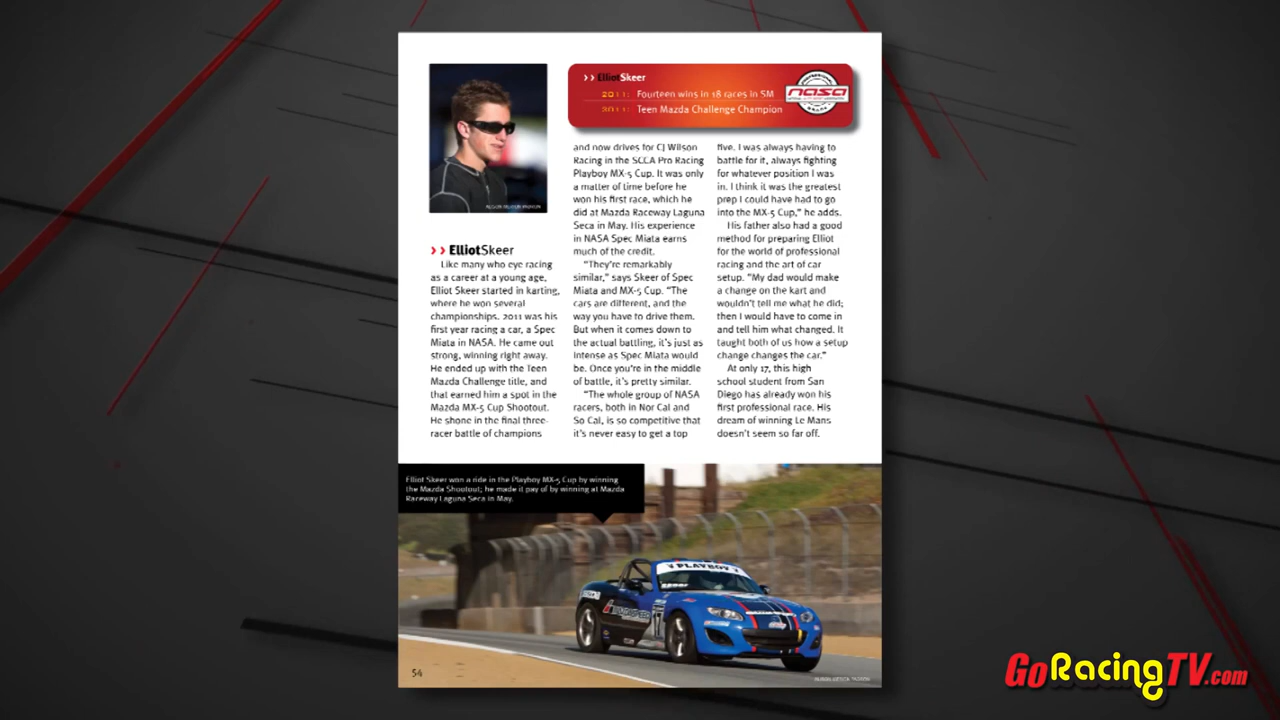 ›› ElliotSkeer
2011: Fourteen wins in 18 races in SM
2011: Teen Mazda Challenge Champion
nasa
›› ElliotSkeer
Like many who eye racing
as a career at a young age,
Elliot Skeer started in karting,
where he won several
championships. 2011 was his
first year racing a car, a Spec
Miata in NASA. He came out
strong, winning right away.
He ended up with the Teen
Mazda Challenge title, and
that earned him a spot in the
Mazda MX-5 Cup Shootout.
He shone in the final three-
racer battle of champions
and now drives for CJ Wilson
Racing in the SCCA Pro Racing
Playboy MX-5 Cup. It was only
a matter of time before he
won his first race, which he
did at Mazda Raceway Laguna
Seca in May. His experience
in NASA Spec Miata earns
much of the credit.
“They’re remarkably
similar,” says Skeer of Spec
Miata and MX-5 Cup. “The
cars are different, and the
way you have to drive them.
But when it comes down to
the actual battling, it’s just as
intense as Spec Miata would
be. Once you’re in the middle
of battle, it’s pretty similar.
“The whole group of NASA
racers, both in Nor Cal and
So Cal, is so competitive that
it’s never easy to get a top
five. I was always having to
battle for it, always fighting
for whatever position I was
in. I think it was the greatest
prep I could have had to go
into the MX-5 Cup,” he adds.
His father also had a good
method for preparing Elliot
for the world of professional
racing and the art of car
setup. “My dad would make
a change on the kart and
wouldn’t tell me what he did;
then I would have to come in
and tell him what changed. It
taught both of us how a setup
change changes the car.”
At only 17, this high
school student from San
Diego has already won his
first professional race. His
dream of winning Le Mans
doesn’t seem so far off.
Elliot Skeer won a ride in the Playboy MX-5 Cup by winning
the Mazda Shootout; he made it pay of by winning at Mazda
Raceway Laguna Seca in May.
PLAYBOY
17
54
GoRacingTV.com